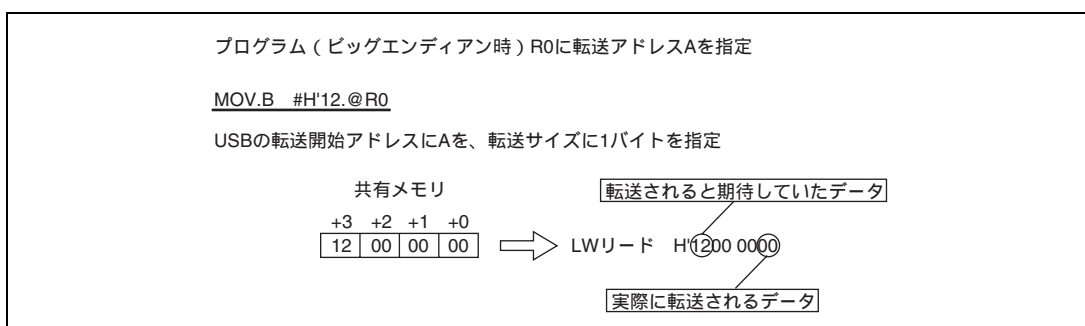 プログラム(ビッグエンディアン時)R0に転送アドレスAを指定
MOV.B #H'12.@R0
USBの転送開始アドレスにAを、転送サイズに1バイトを指定
共有メモリ
転送されると期待していたデータ
+3 +2 +1 +0
12 00 00 00
LWリード H'1200 0000
実際に転送されるデータ